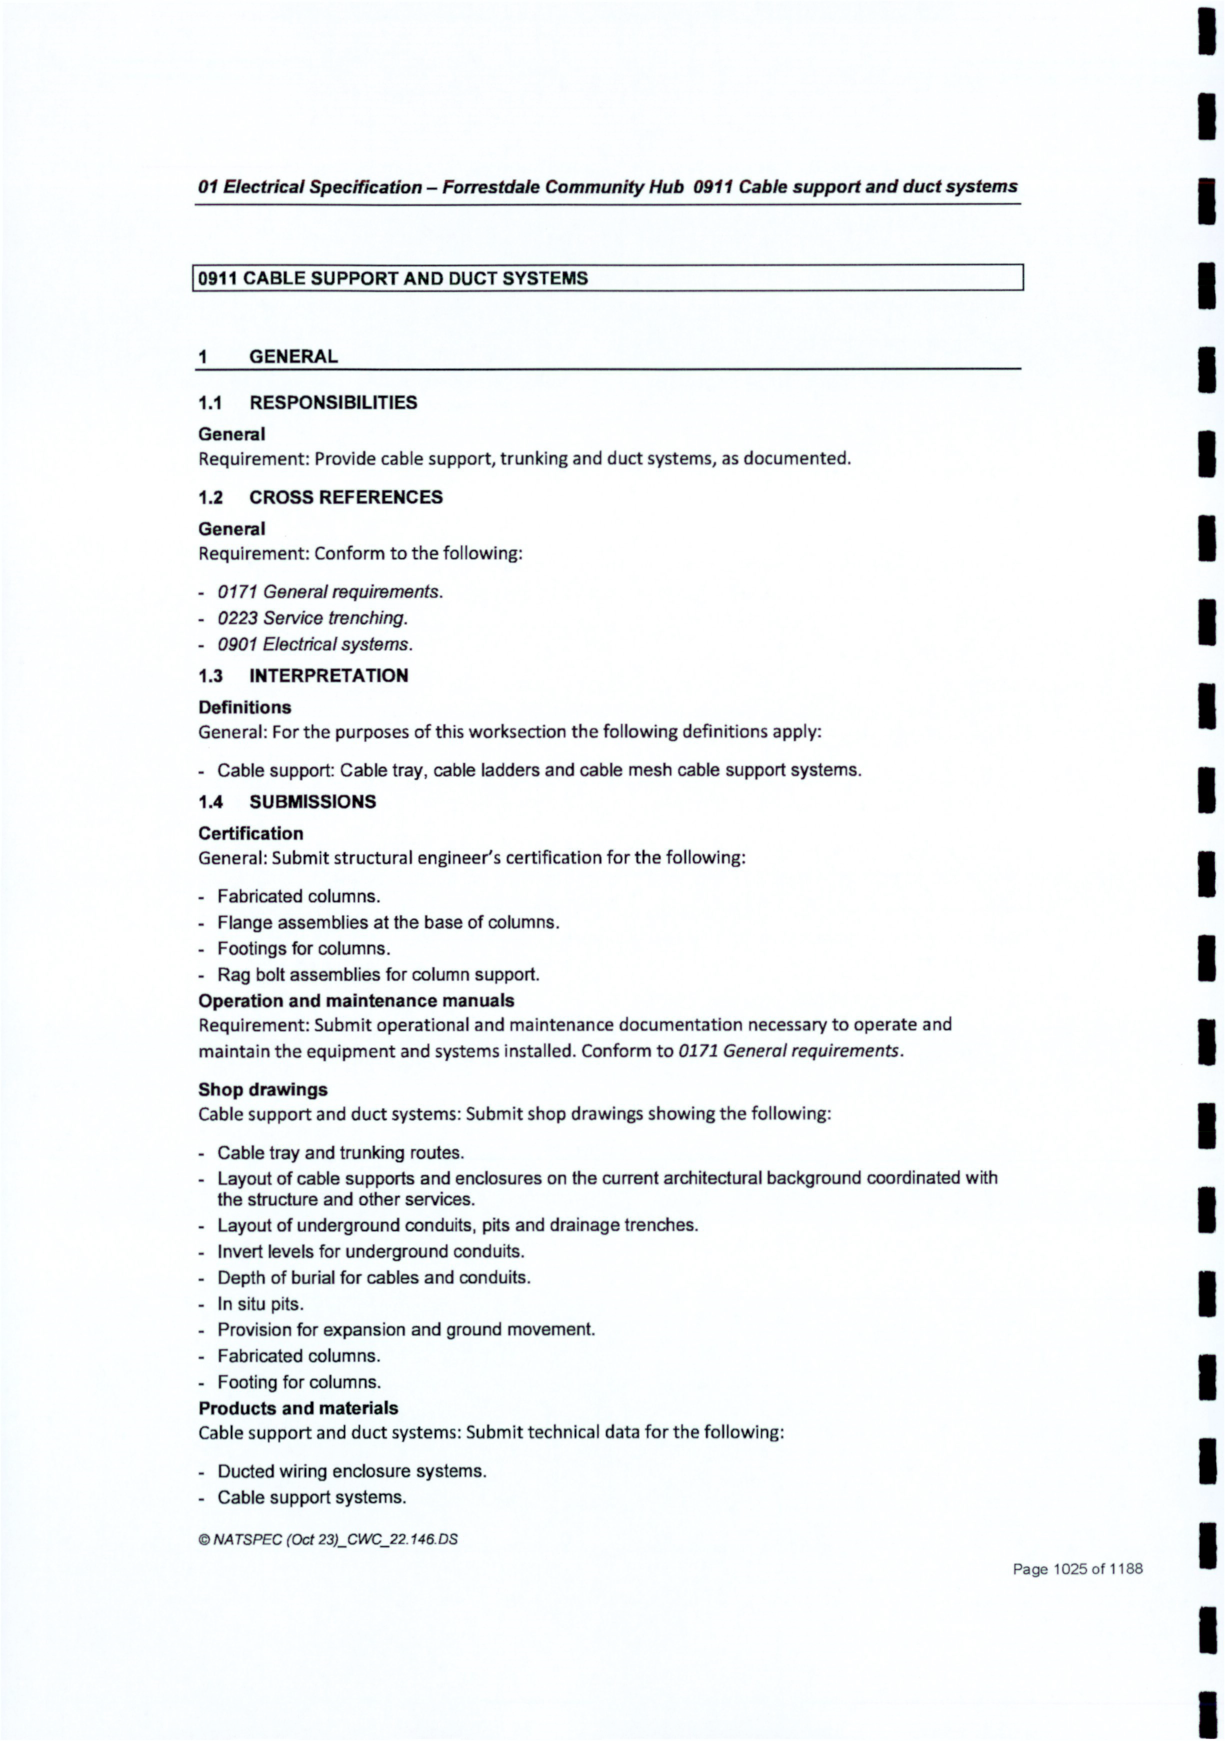 01 Electrical Specification – Forrestdale Community Hub 0911 Cable support and duct systems
0911 CABLE SUPPORT AND DUCT SYSTEMS
1 GENERAL
1.1 RESPONSIBILITIES
General
Requirement: Provide cable support, trunking and duct systems, as documented.
1.2 CROSS REFERENCES
General
Requirement: Conform to the following:
- 0171 General requirements.
- 0223 Service trenching.
- 0901 Electrical systems.
1.3 INTERPRETATION
Definitions
General: For the purposes of this worksection the following definitions apply:
- Cable support: Cable tray, cable ladders and cable mesh cable support systems.
1.4 SUBMISSIONS
Certification
General: Submit structural engineer's certification for the following:
- Fabricated columns.
- Flange assemblies at the base of columns.
- Footings for columns.
- Rag bolt assemblies for column support.
Operation and maintenance manuals
Requirement: Submit operational and maintenance documentation necessary to operate and
maintain the equipment and systems installed. Conform to 0171 General requirements.
Shop drawings
Cable support and duct systems: Submit shop drawings showing the following:
- Cable tray and trunking routes.
- Layout of cable supports and enclosures on the current architectural background coordinated with
the structure and other services.
- Layout of underground conduits, pits and drainage trenches.
- Invert levels for underground conduits.
- Depth of burial for cables and conduits.
- In situ pits.
- Provision for expansion and ground movement.
- Fabricated columns.
- Footing for columns.
Products and materials
Cable support and duct systems: Submit technical data for the following:
- Ducted wiring enclosure systems.
- Cable support systems.
© NATSPEC (Oct 23)_CWC_22.146.DS
Page 1025 of 1188